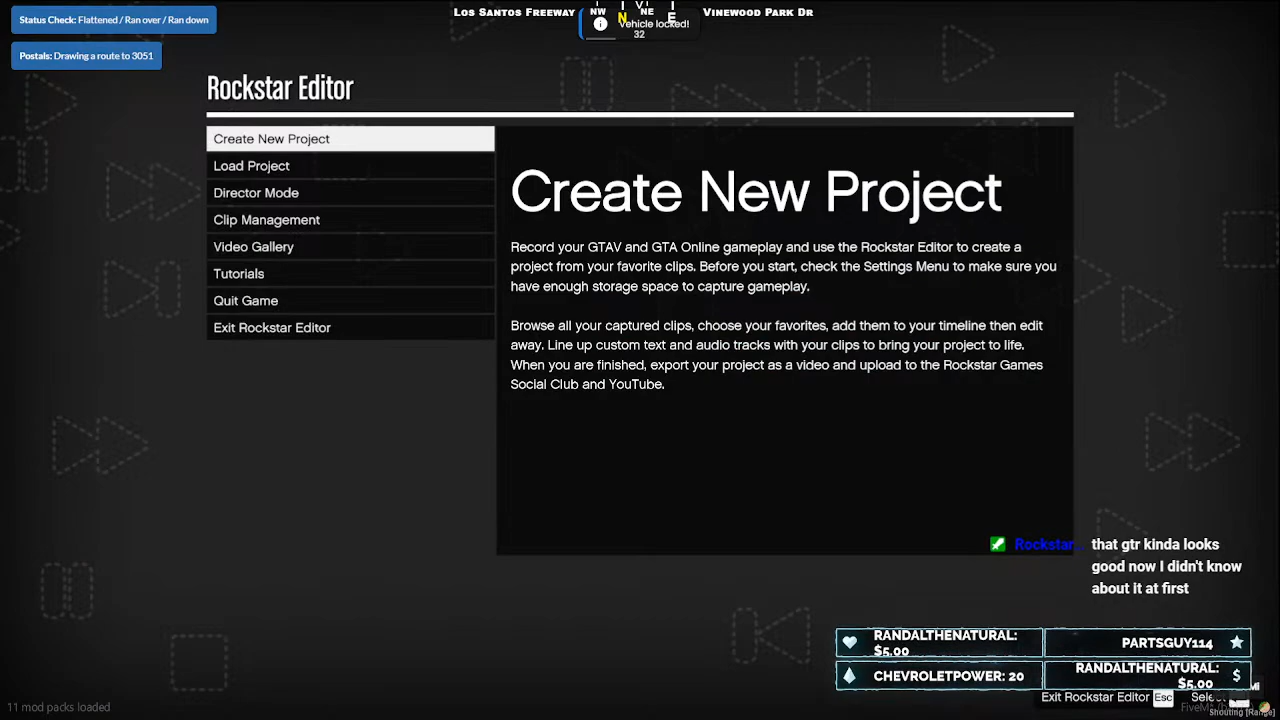 Status Check: Flattened / Ran over / Ran down
Postals: Drawing a route to 3051
Los Santos Freeway
NW
N
NE
E
Vinewood Park Dr
Vehicle locked!
32
Rockstar Editor
Create New Project
Load Project
Director Mode
Clip Management
Video Gallery
Tutorials
Quit Game
Exit Rockstar Editor
Create New Project
Record your GTAV and GTA Online gameplay and use the Rockstar Editor to create a
project from your favorite clips. Before you start, check the Settings Menu to make sure you
have enough storage space to capture gameplay.
Browse all your captured clips, choose your favorites, add them to your timeline then edit
away. Line up custom text and audio tracks with your clips to bring your project to life.
When you are finished, export your project as a video and upload to the Rockstar Games
Social Club and YouTube.
Rockstar...
that gtr kinda looks
good now I didn't know
about it at first
RANDALTHENATURAL:
$5.00
PARTSGUY114
CHEVROLETPOWER: 20
RANDALTHENATURAL:
$5.00
Exit Rockstar Editor Esc
Select
11 mod packs loaded
FiveM
Shouting [Range]